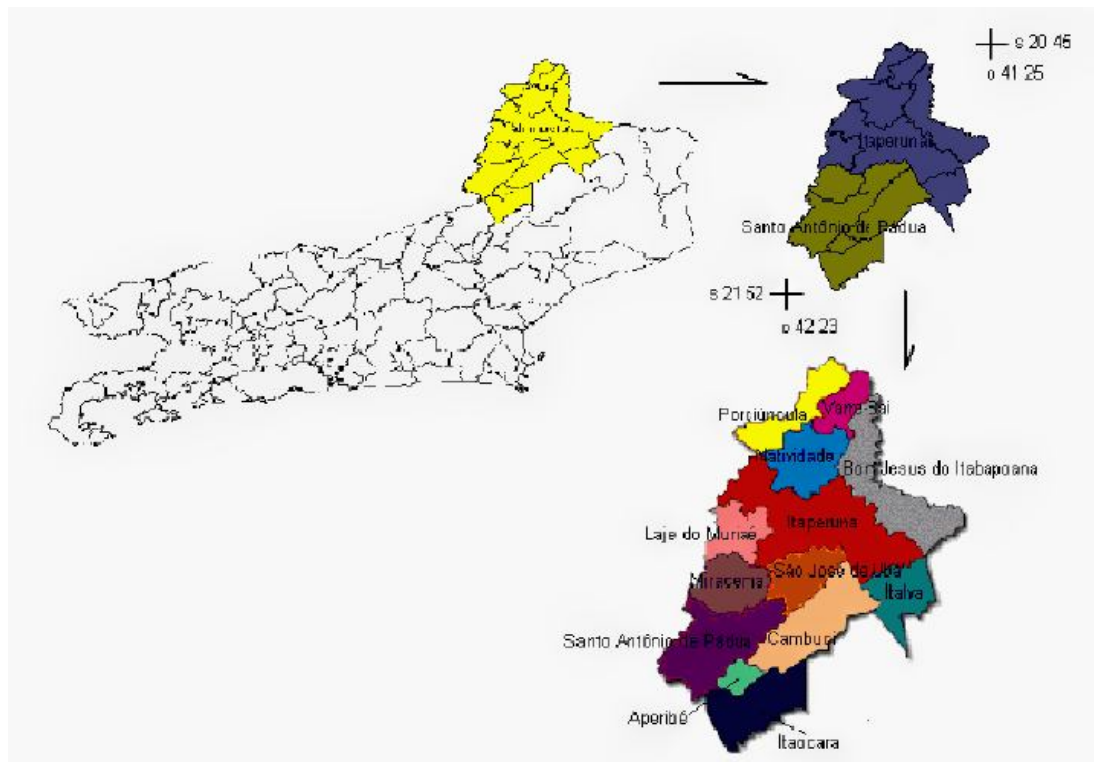 s 20 45
o 41 25
Itaperuna
Santo Antônio de Pádua
s 21 52
o 42 23
Porciúncula
Varre-Sai
Natividade
Bom Jesus do Itabapoana
Itaperuna
Laje do Muriaé
São José de Ubá
Miracema
Italva
Santo Antônio de Pádua
Cambuci
Aperibé
Itaocara